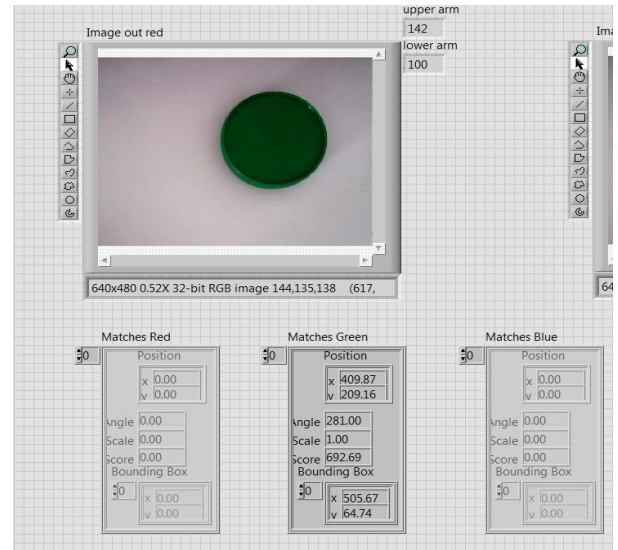 upper arm
142
lower arm
100
Image out red
Ima
640x480 0.52X 32-bit RGB image 144,135,138 (617,
64
Matches Red
0
Position
x 0.00
v 0.00
Angle 0.00
Scale 0.00
Score 0.00
Bounding Box
0
x 0.00
v 0.00
Matches Green
0
Position
x 409.87
v 209.16
Angle 281.00
Scale 1.00
Score 692.69
Bounding Box
0
x 505.67
v 64.74
Matches Blue
0
Position
x 0.00
v 0.00
Angle 0.00
Scale 0.00
Score 0.00
Bounding Box
0
x 0.00
v 0.00